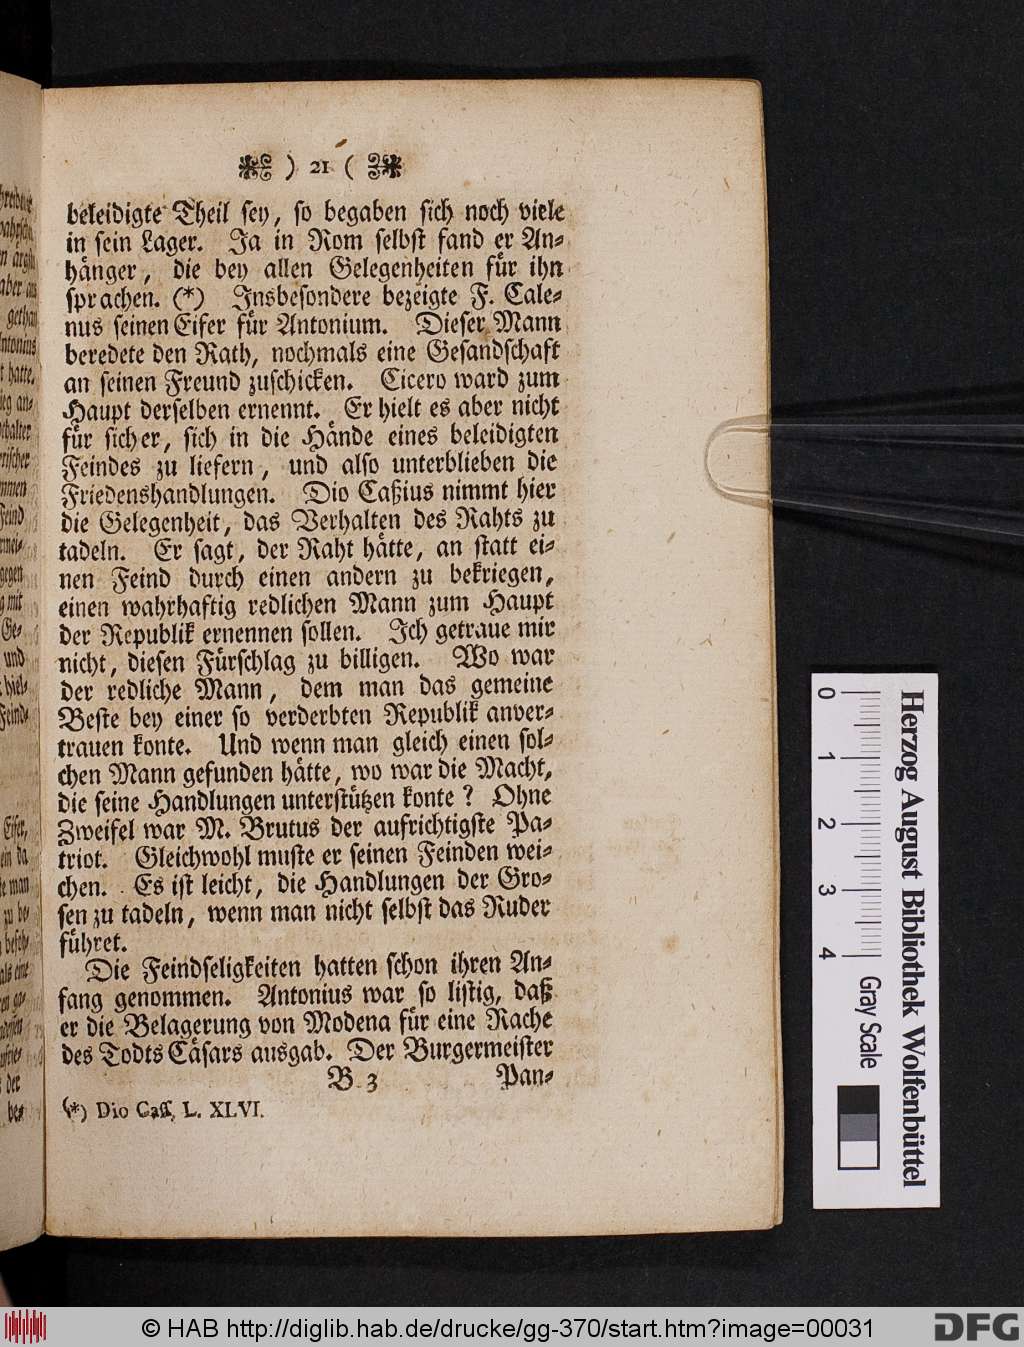 ) 21 (
beleidigte Theil sey, so begaben sich noch viele
in sein Lager. Ja in Rom selbst fand er An-
hänger, die bey allen Gelegenheiten für ihn
sprachen. (*) Insbesondere bezeigte F. Cale-
nus seinen Eifer für Antonium. Dieser Mann
beredete den Rath, nochmals eine Gesandschaft
an seinen Freund zuschicken. Cicero ward zum
Haupt derselben ernennt. Er hielt es aber nicht
für sicher, sich in die Hände eines beleidigten
Feindes zu liefern, und also unterblieben die
Friedenshandlungen. Dio Caßius nimmt hier
die Gelegenheit, das Verhalten des Rahts zu
tadeln. Er sagt, der Raht hätte, an statt ei-
nen Feind durch einen andern zu bekriegen,
einen wahrhaftig redlichen Mann zum Haupt
der Republik ernennen sollen. Ich getraue mir
nicht, diesen Fürschlag zu billigen. Wo war
der redliche Mann, dem man das gemeine
Beste bey einer so verderbten Republik anver-
trauen konte. Und wenn man gleich einen sol-
chen Mann gefunden hätte, wo war die Macht,
die seine Handlungen unterstützen konte? Ohne
Zweifel war M. Brutus der aufrichtigste Pa-
triot. Gleichwohl muste er seinen Feinden wei-
chen. Es ist leicht, die Handlungen der Gro-
sen zu tadeln, wenn man nicht selbst das Ruder
führet.
Die Feindseligkeiten hatten schon ihren An-
fang genommen. Antonius war so listig, daß
er die Belagerung von Modena für eine Rache
des Todts Cäsars ausgab. Der Burgermeister
B 3 Pan-
(*) Dio Cass. L. XLVI.
Herzog August Bibliothek Wolfenbüttel
0 1 2 3 4
Gray Scale
© HAB http://diglib.hab.de/drucke/gg-370/start.htm?image=00031
DFG